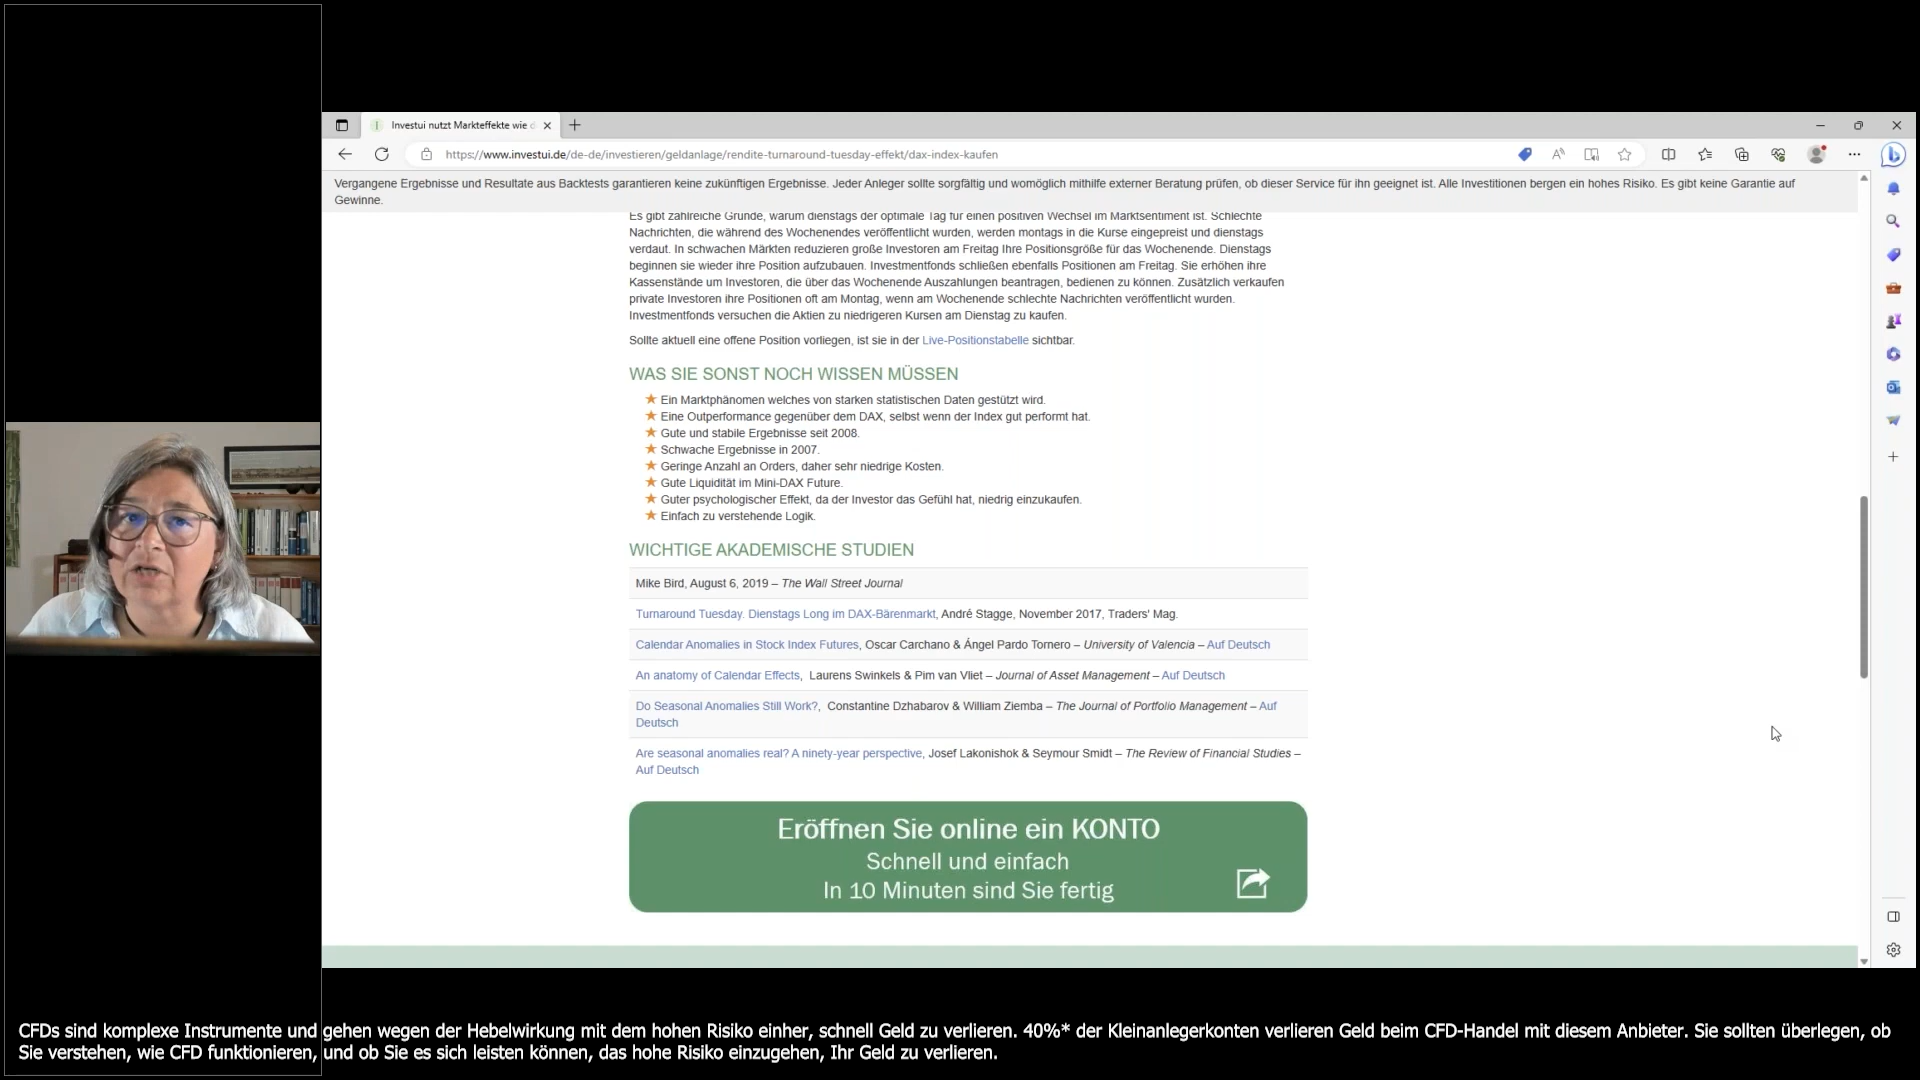 Investui nutzt Markteffekte wie d
https://www.investui.de/de-de/investieren/geldanlage/rendite-turnaround-tuesday-effekt/dax-index-kaufen
Vergangene Ergebnisse und Resultate aus Backtests garantieren keine zukünftigen Ergebnisse. Jeder Anleger sollte sorgfältig und womöglich mithilfe externer Beratung prüfen, ob dieser Service für ihn geeignet ist. Alle Investitionen bergen ein hohes Risiko. Es gibt keine Garantie auf
Gewinne.
Es gibt zahlreiche Gründe, warum dienstags der optimale Tag für einen positiven Wechsel im Marktsentiment ist. Schlechte
Nachrichten, die während des Wochenendes veröffentlicht wurden, werden montags in die Kurse eingepreist und dienstags
verdaut. In schwachen Märkten reduzieren große Investoren am Freitag Ihre Positionsgröße für das Wochenende. Dienstags
beginnen sie wieder ihre Position aufzubauen. Investmentfonds schließen ebenfalls Positionen am Freitag. Sie erhöhen ihre
Kassenstände um Investoren, die über das Wochenende Auszahlungen beantragen, bedienen zu können. Zusätzlich verkaufen
private Investoren ihre Positionen oft am Montag, wenn am Wochenende schlechte Nachrichten veröffentlicht wurden.
Investmentfonds versuchen die Aktien zu niedrigeren Kursen am Dienstag zu kaufen.
Sollte aktuell eine offene Position vorliegen, ist sie in der Live-Positionstabelle sichtbar.
WAS SIE SONST NOCH WISSEN MÜSSEN
Ein Marktphänomen welches von starken statistischen Daten gestützt wird.
Eine Outperformance gegenüber dem DAX, selbst wenn der Index gut performt hat.
Gute und stabile Ergebnisse seit 2008.
Schwache Ergebnisse in 2007.
Geringe Anzahl an Orders, daher sehr niedrige Kosten.
Gute Liquidität im Mini-DAX Future.
Guter psychologischer Effekt, da der Investor das Gefühl hat, niedrig einzukaufen.
Einfach zu verstehende Logik.
WICHTIGE AKADEMISCHE STUDIEN
Mike Bird, August 6, 2019 – The Wall Street Journal
Turnaround Tuesday. Dienstags Long im DAX-Bärenmarkt, André Stagge, November 2017, Traders' Mag.
Calendar Anomalies in Stock Index Futures, Oscar Carchano & Ángel Pardo Tornero – University of Valencia – Auf Deutsch
An anatomy of Calendar Effects, Laurens Swinkels & Pim van Vliet – Journal of Asset Management – Auf Deutsch
Do Seasonal Anomalies Still Work?, Constantine Dzhabarov & William Ziemba – The Journal of Portfolio Management – Auf
Deutsch
Are seasonal anomalies real? A ninety-year perspective, Josef Lakonishok & Seymour Smidt – The Review of Financial Studies –
Auf Deutsch
Eröffnen Sie online ein KONTO
Schnell und einfach
In 10 Minuten sind Sie fertig
CFDs sind komplexe Instrumente und gehen wegen der Hebelwirkung mit dem hohen Risiko einher, schnell Geld zu verlieren. 40%* der Kleinanlegerkonten verlieren Geld beim CFD-Handel mit diesem Anbieter. Sie sollten überlegen, ob
Sie verstehen, wie CFD funktionieren, und ob Sie es sich leisten können, das hohe Risiko einzugehen, Ihr Geld zu verlieren.